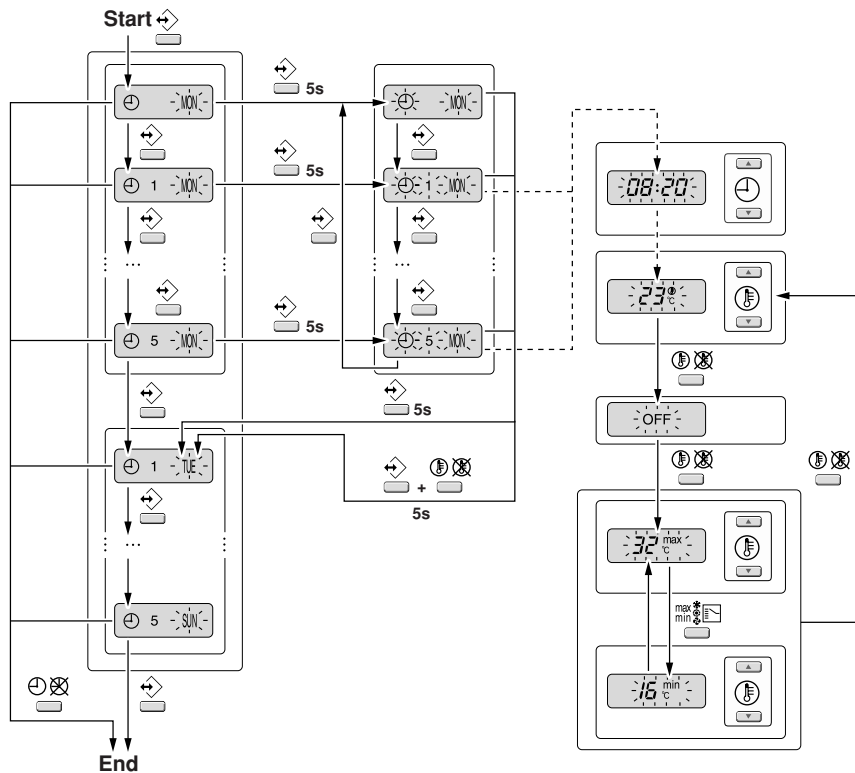 Start
MON
5s
MON
1 MON
5s
1 MON
08:20
...
...
23 °C
5 MON
5s
5 MON
5s
OFF
1 TUE
+
5s
...
32 max °C
5 SUN
max
min
16 min °C
End